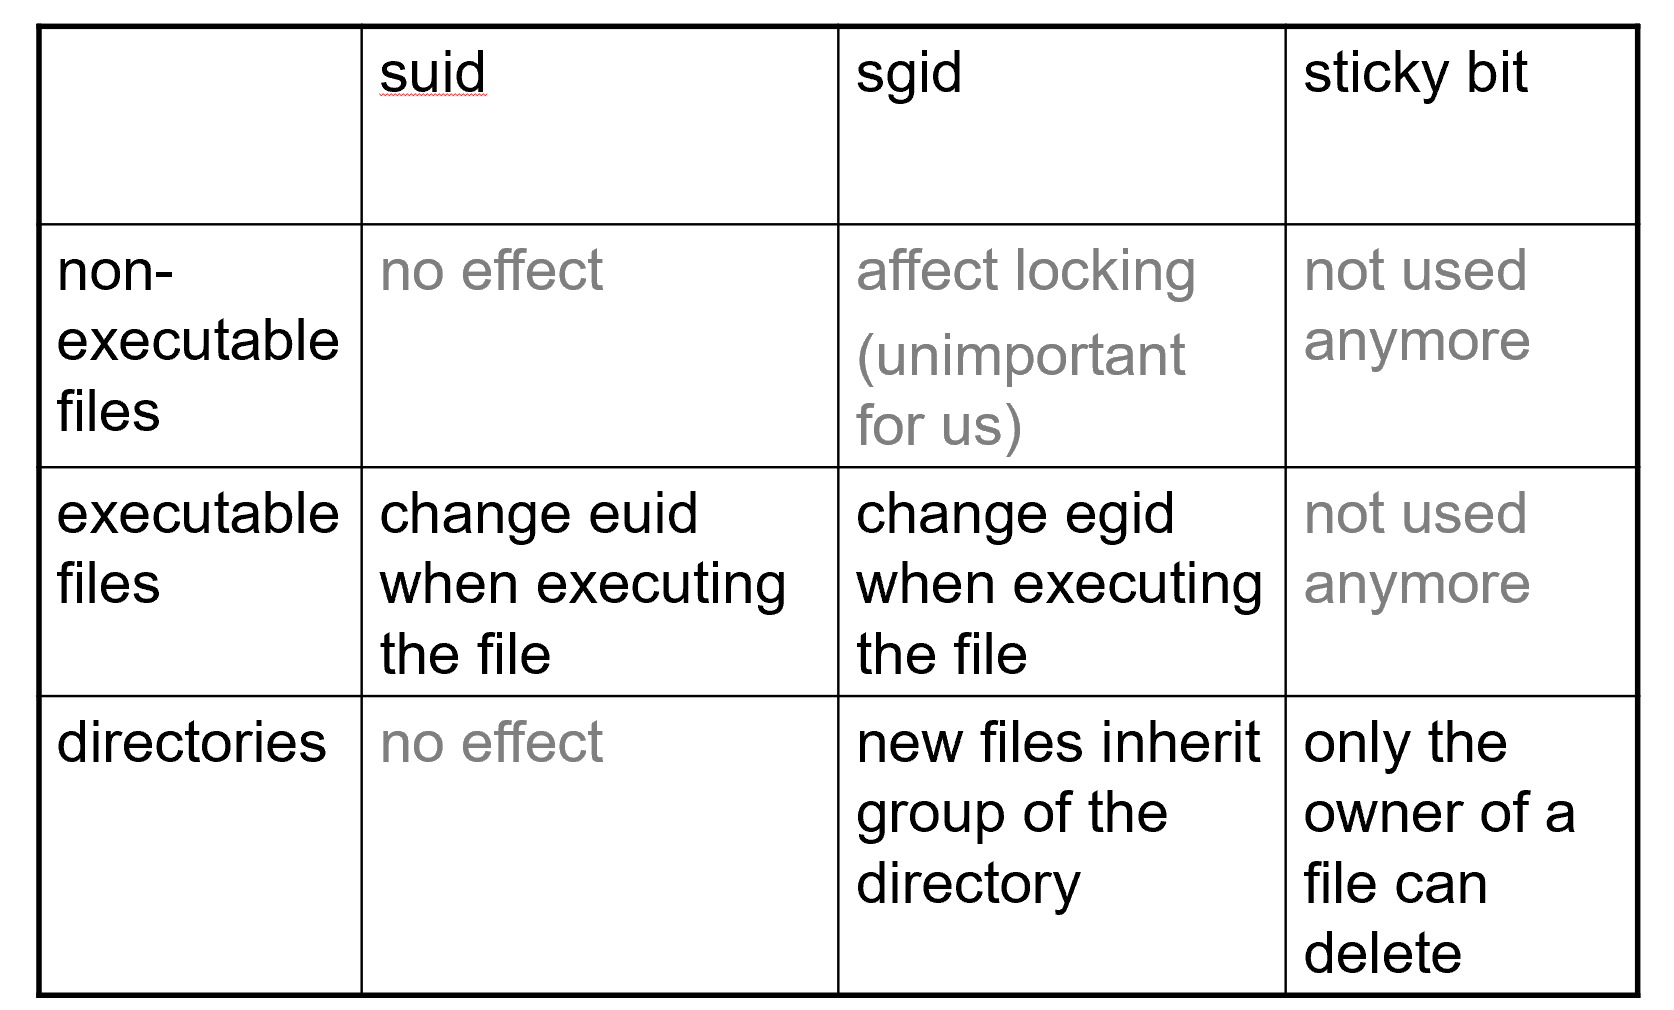 suid
sgid
sticky bit
non-
executable
files
no effect
affect locking
(unimportant
for us)
not used
anymore
executable
files
change euid
when executing
the file
change egid
when executing
the file
not used
anymore
directories
no effect
new files inherit
group of the
directory
only the
owner of a
file can
delete